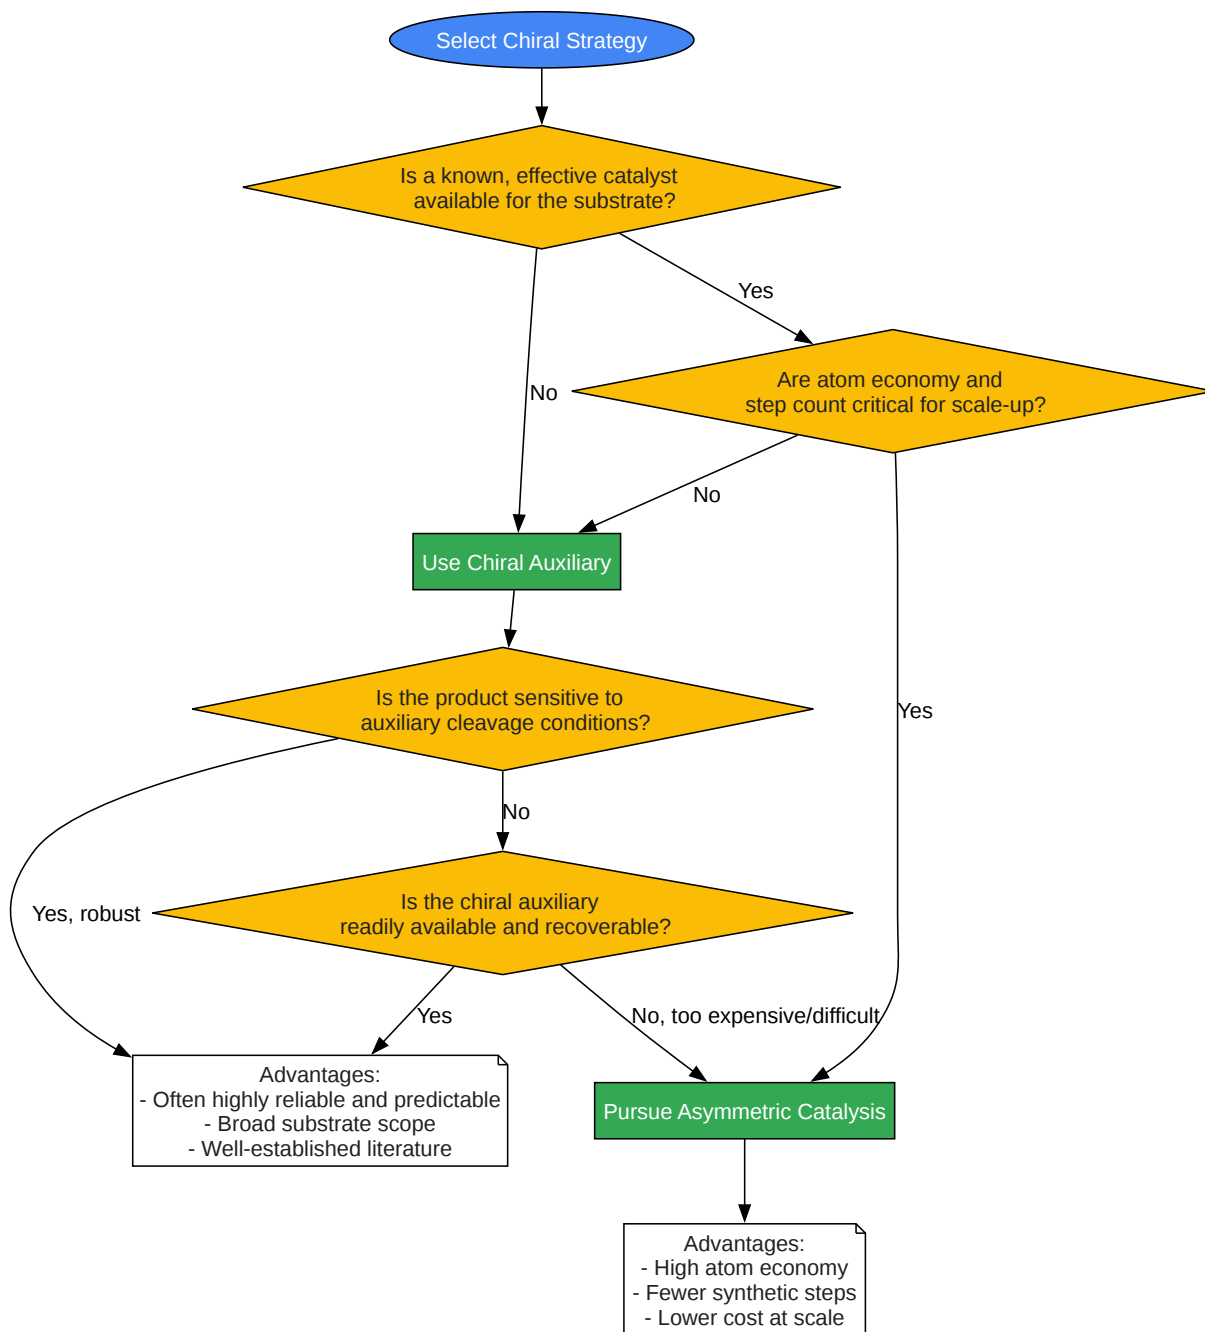 Select Chiral Strategy
Is a known, effective catalyst
available for the substrate?
Yes
Are atom economy and
step count critical for scale-up?
No
No
Use Chiral Auxiliary
Is the product sensitive to
auxiliary cleavage conditions?
Yes
No
Is the chiral auxiliary
readily available and recoverable?
Yes, robust
Yes
No, too expensive/difficult
Advantages:
- Often highly reliable and predictable
- Broad substrate scope
- Well-established literature
Pursue Asymmetric Catalysis
Advantages:
- High atom economy
- Fewer synthetic steps
- Lower cost at scale